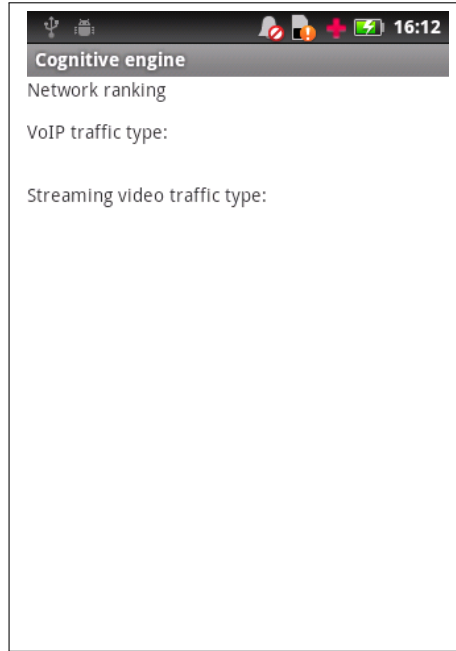 16:12
Cognitive engine
Network ranking
VoIP traffic type:
Streaming video traffic type: